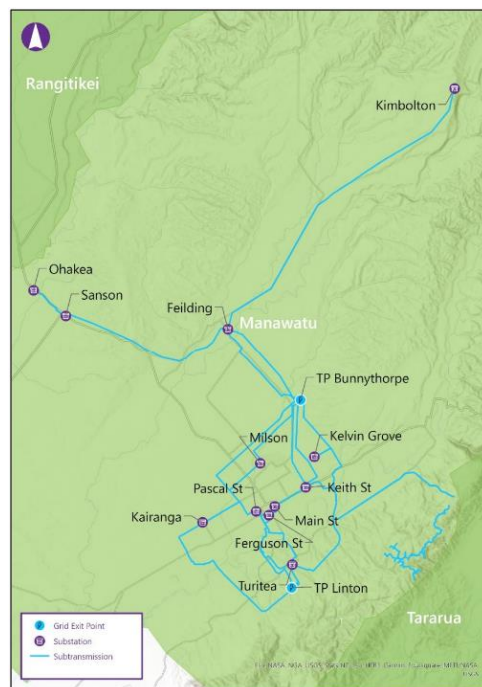 Rangitikei
Kimbolton
Ohakea
Sanson
Feilding
Manawatu
TP Bunnythorpe
Milson
Kelvin Grove
Pascal St
Keith St
Kairanga
Main St
Ferguson St
Turitea
TP Linton
Tararua
Grid Exit Point
Substation
Subtransmission